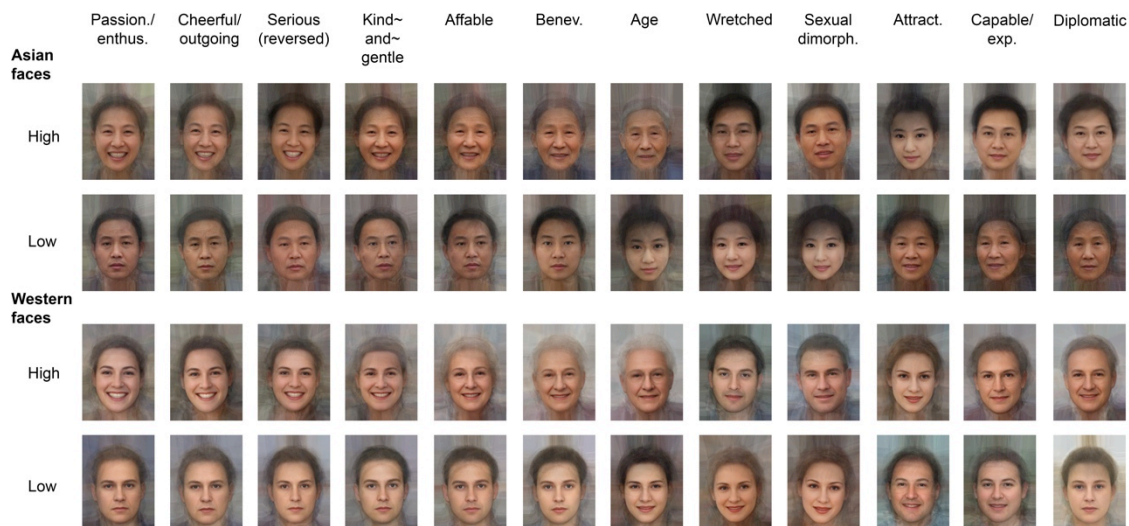 Passion./
enthus.
Cheerful/
outgoing
Serious
(reversed)
Kind~
and~
gentle
Affable
Benev.
Age
Wretched
Sexual
dimorph.
Attract.
Capable/
exp.
Diplomatic
Asian
faces
High
Low
Western
faces
High
Low